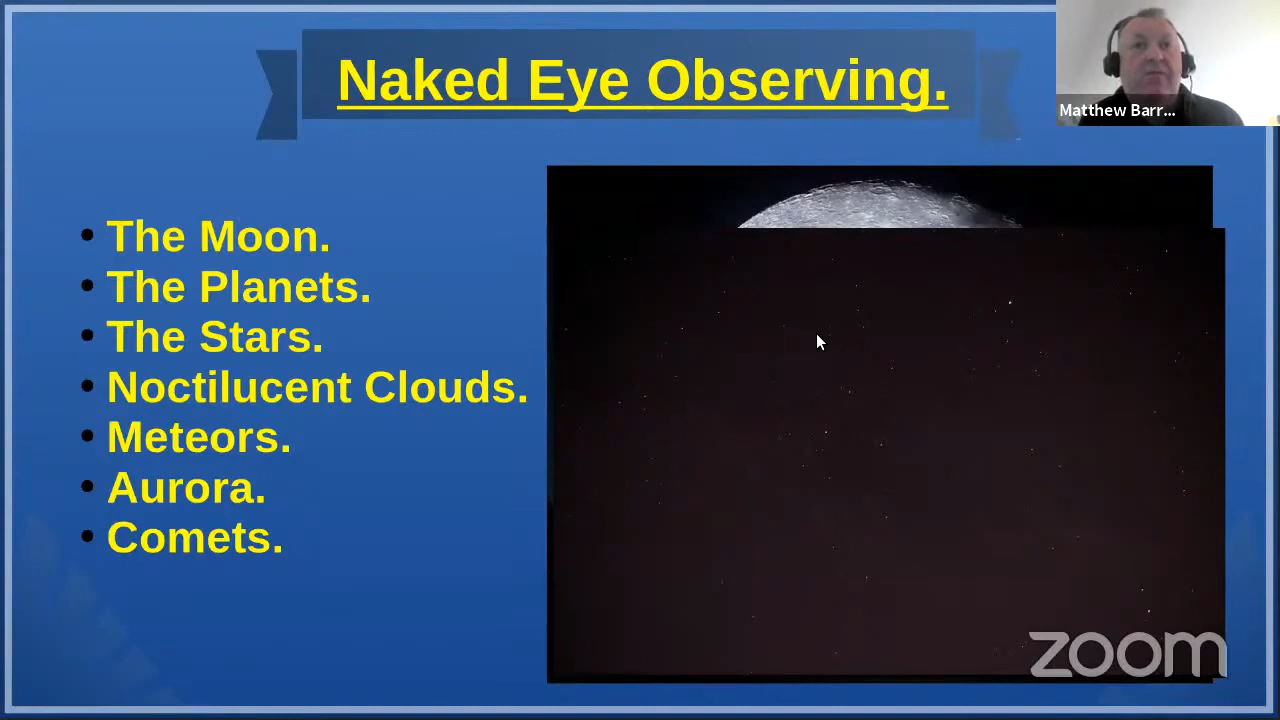 Naked Eye Observing.
Matthew Barr...
• The Moon.
• The Planets.
• The Stars.
• Noctilucent Clouds.
• Meteors.
• Aurora.
• Comets.
zoom